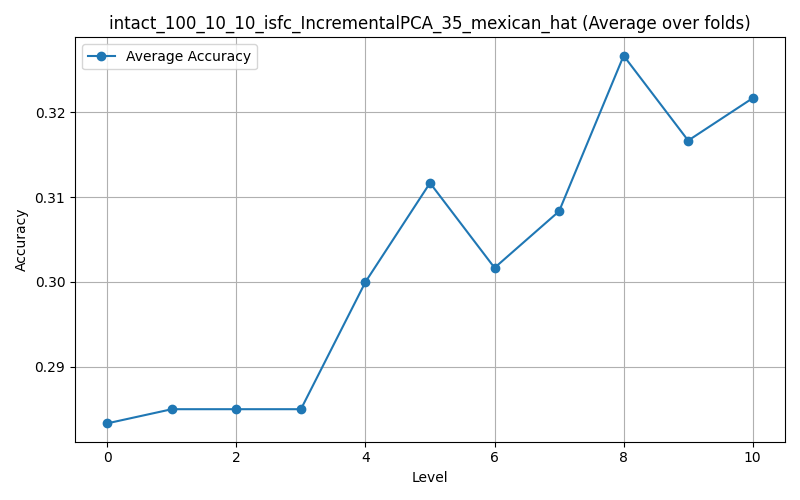 intact_100_10_10_isfc_IncrementalPCA_35_mexican_hat (Average over folds)
Average Accuracy
0.32
0.31
0.30
0.29
Accuracy
0 2 4 6 8 10
Level